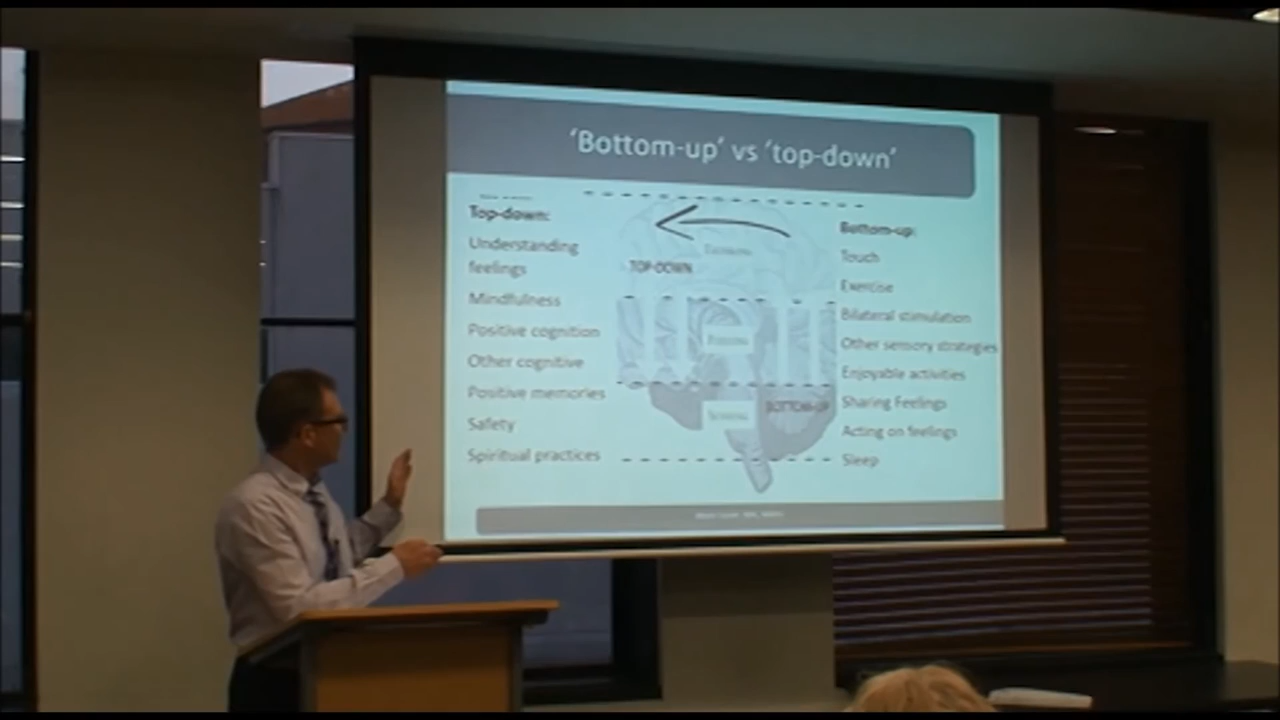 'Bottom-up' vs 'top-down'
Top-down:
Understanding
feelings
Mindfulness
Positive cognition
Other cognitive
Positive memories
Safety
Spiritual practices
TOP-DOWN
BOTTOM-UP
Bottom-up:
Touch
Exercise
Bilateral stimulation
Other sensory strategies
Enjoyable activities
Sharing Feelings
Acting on feelings
Sleep